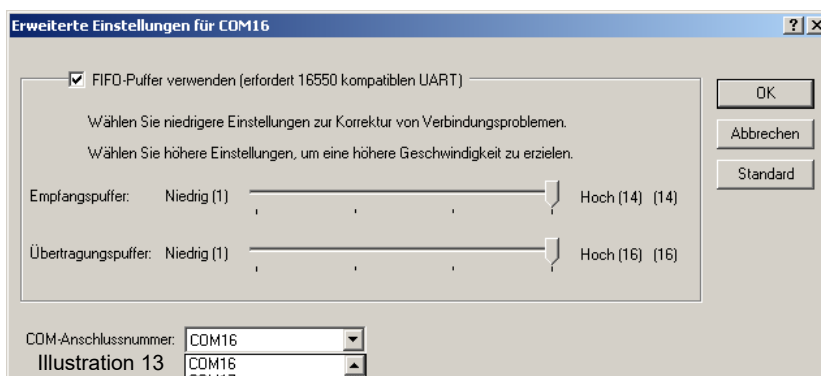 Erweiterte Einstellungen für COM16
FIFO-Puffer verwenden (erfordert 16550 kompatiblen UART)
OK
Wählen Sie niedrigere Einstellungen zur Korrektur von Verbindungsproblemen.
Abbrechen
Wählen Sie höhere Einstellungen, um eine höhere Geschwindigkeit zu erzielen.
Standard
Empfangspuffer: Niedrig (1) Hoch (14) (14)
Übertragungspuffer: Niedrig (1) Hoch (16) (16)
COM-Anschlussnummer: COM16
Illustration 13 COM16